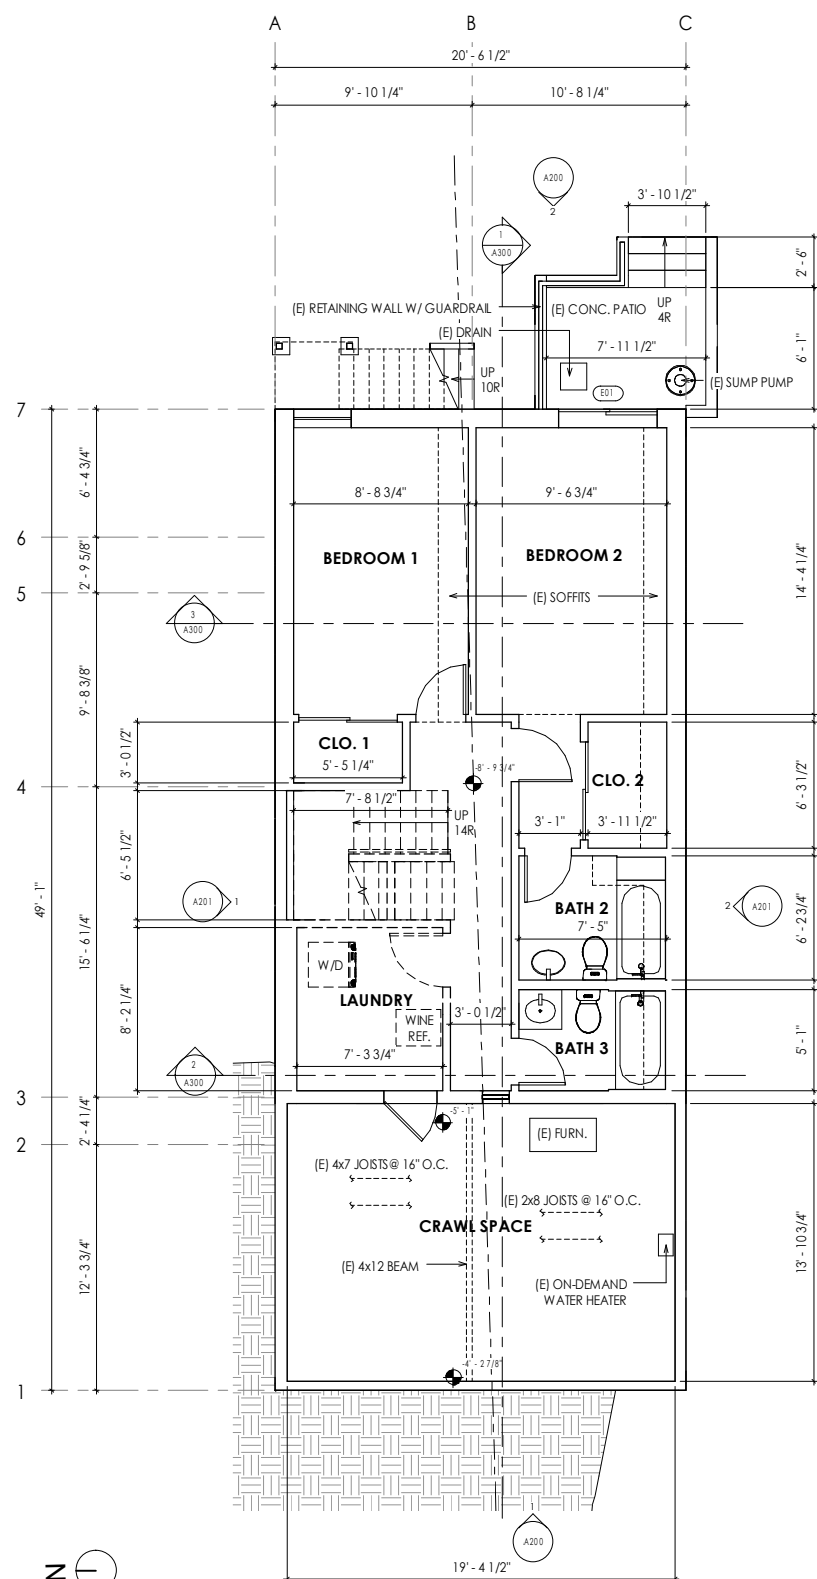 A B C
20' - 6 1/2"
9' - 10 1/4" 10' - 8 1/4"
A200
2
3' - 10 1/2"
1
A300
2' - 6"
(E) RETAINING WALL W/ GUARDRAIL
(E) CONC. PATIO
UP
4R
(E) DRAIN
7' - 11 1/2"
6' - 1"
UP
10R
E01
(E) SUMP PUMP
7
6' - 4 3/4"
8' - 8 3/4" 9' - 6 3/4"
6
BEDROOM 1 BEDROOM 2
2' - 9 5/8"
14' - 4 1/4"
5
(E) SOFFITS
3
A300
9' - 8 3/8"
3' - 0 1/2"
CLO. 1
5' - 5 1/4"
-8' - 9 3/4"
CLO. 2
6' - 3 1/2"
4
7' - 8 1/2"
UP
14R
3' - 1" 3' - 11 1/2"
6' - 5 1/2"
49' - 1"
A201
1
BATH 2
7' - 5"
2
A201
6' - 2 3/4"
15' - 6 1/4"
W/D
LAUNDRY
8' - 2 1/4"
3' - 0 1/2"
WINE
REF.
BATH 3
5' - 1"
7' - 3 3/4"
2
A300
3
-5' - 1"
2' - 4 1/4"
2
(E) FURN.
(E) 4x7 JOISTS@ 16" O.C.
(E) 2x8 JOISTS @ 16" O.C.
CRAWL SPACE
12' - 3 3/4"
13' - 10 3/4"
(E) 4x12 BEAM
(E) ON-DEMAND
WATER HEATER
-4' - 2 7/8"
1
1
A200
19' - 4 1/2"
N